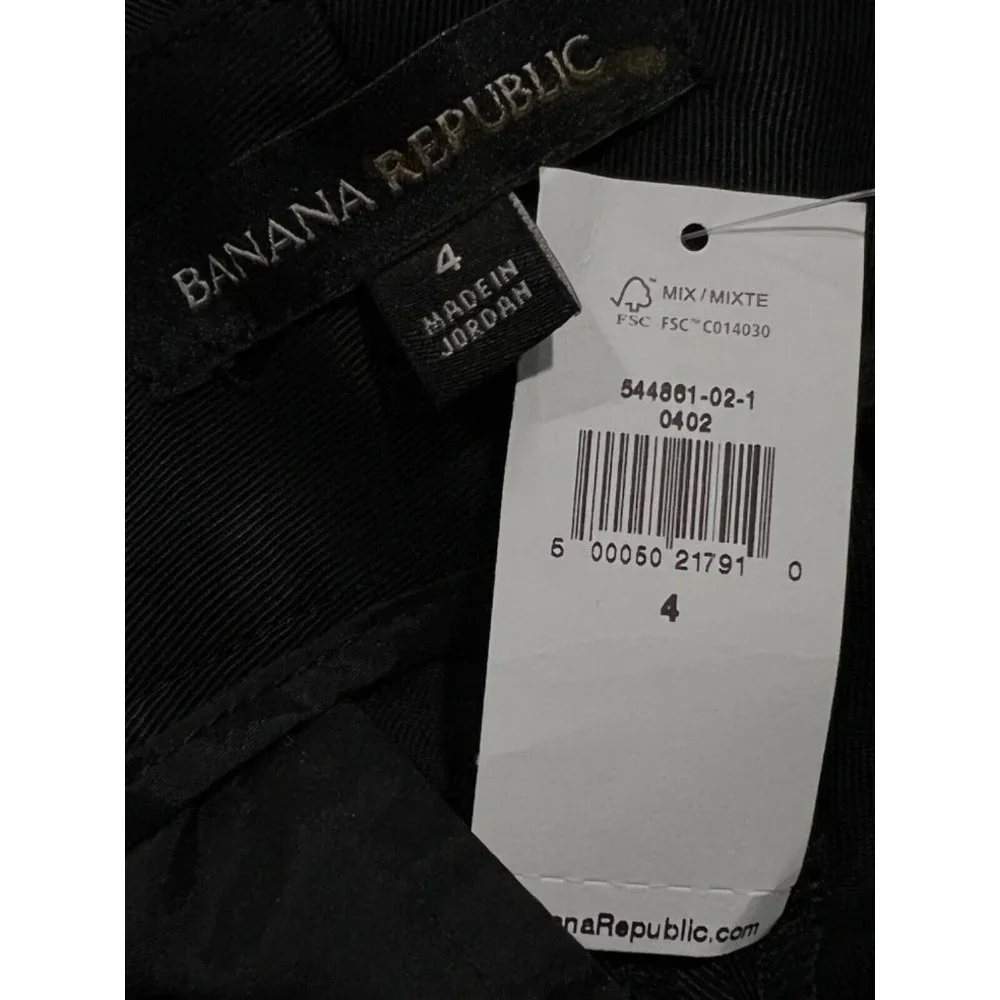 BANANA REPUBLIC
4
MADE IN
JORDAN
MIX/MIXTE
FSC FSC™ C014030
544861-02-1
0402
5 00050 21791 0
4
naRepublic.com